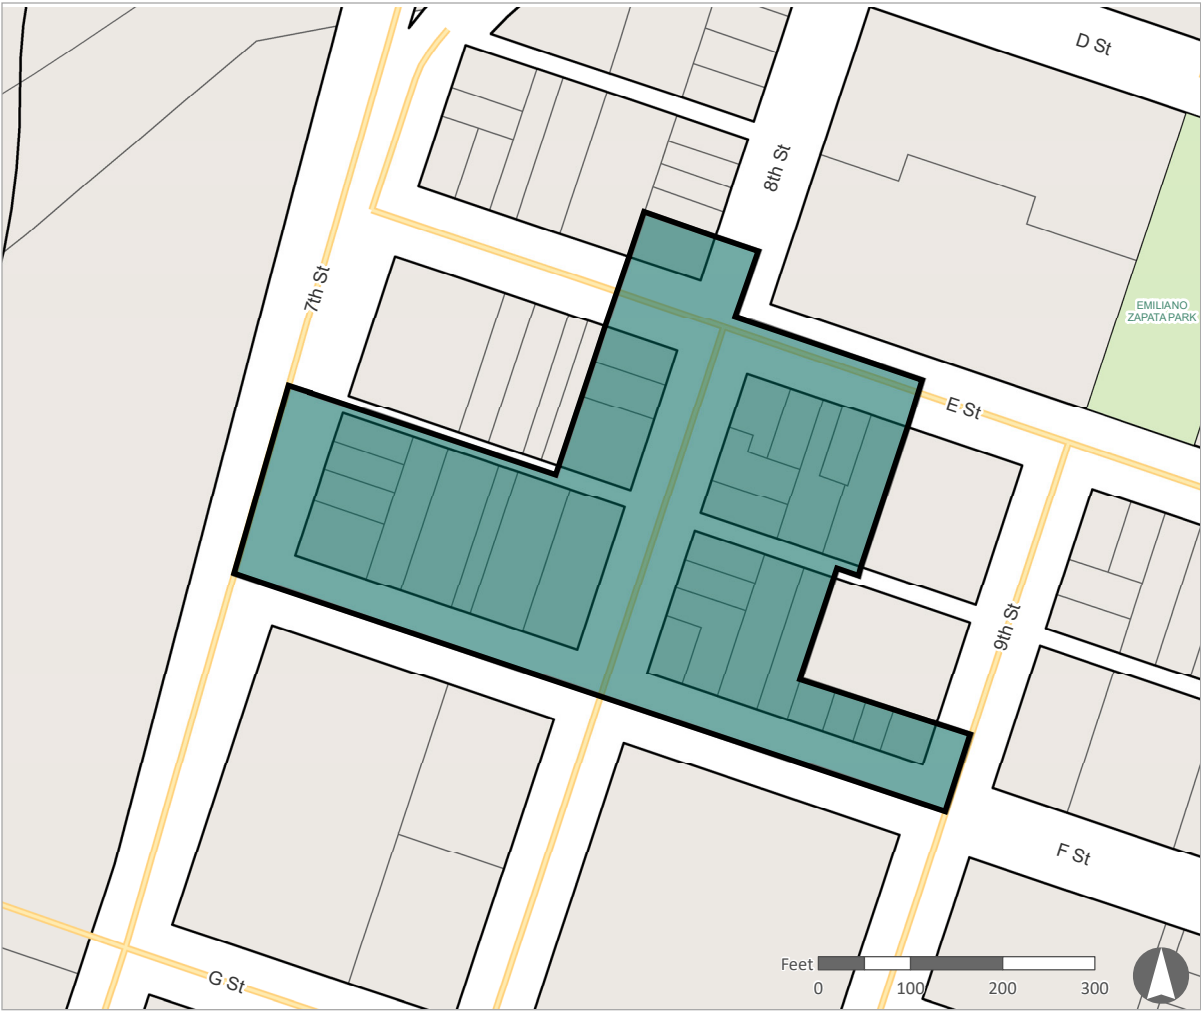 D St
8th St
7th St
EMILIANO
ZAPATA PARK
E St
9th St
F St
G St
Feet
0 100 200 300